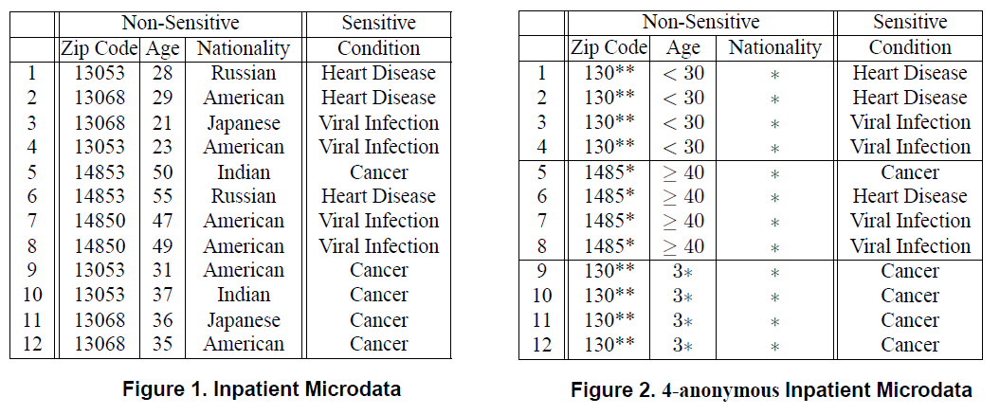 Non-Sensitive Sensitive
Zip Code Age Nationality Condition
1 13053 28 Russian Heart Disease
2 13068 29 American Heart Disease
3 13068 21 Japanese Viral Infection
4 13053 23 American Viral Infection
5 14853 50 Indian Cancer
6 14853 55 Russian Heart Disease
7 14850 47 American Viral Infection
8 14850 49 American Viral Infection
9 13053 31 American Cancer
10 13053 37 Indian Cancer
11 13068 36 Japanese Cancer
12 13068 35 American Cancer
Figure 1. Inpatient Microdata
Non-Sensitive Sensitive
Zip Code Age Nationality Condition
1 130** < 30 * Heart Disease
2 130** < 30 * Heart Disease
3 130** < 30 * Viral Infection
4 130** < 30 * Viral Infection
5 1485* ≥ 40 * Cancer
6 1485* ≥ 40 * Heart Disease
7 1485* ≥ 40 * Viral Infection
8 1485* ≥ 40 * Viral Infection
9 130** 3* * Cancer
10 130** 3* * Cancer
11 130** 3* * Cancer
12 130** 3* * Cancer
Figure 2. 4-anonymous Inpatient Microdata